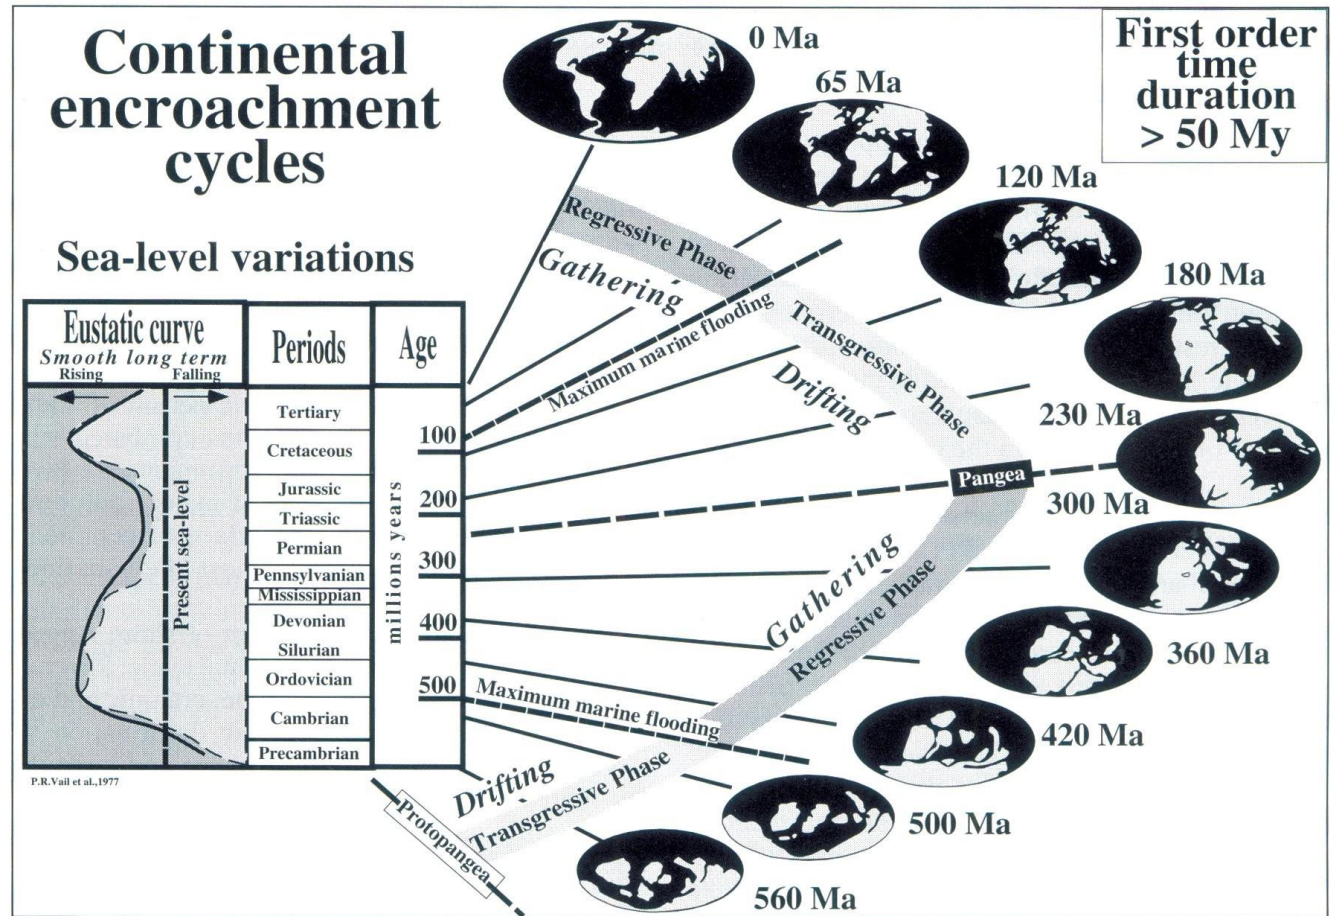 Continental
encroachment
cycles
First order
time
duration
> 50 My
0 Ma
65 Ma
120 Ma
180 Ma
230 Ma
300 Ma
360 Ma
420 Ma
500 Ma
560 Ma
Sea-level variations
Eustatic curve
Smooth long term
Rising
Falling
Periods
Age
Present sea-level
Tertiary
Cretaceous
Jurassic
Triassic
Permian
Pennsylvanian
Mississippian
Devonian
Silurian
Ordovician
Cambrian
Precambrian
millions years
100
200
300
400
500
P.R.Vail et al.,1977
Regressive Phase
Gathering
Maximum marine flooding
Transgressive Phase
Drifting
Pangea
Gathering
Regressive Phase
Maximum marine flooding
Drifting
Transgressive Phase
Protopangea